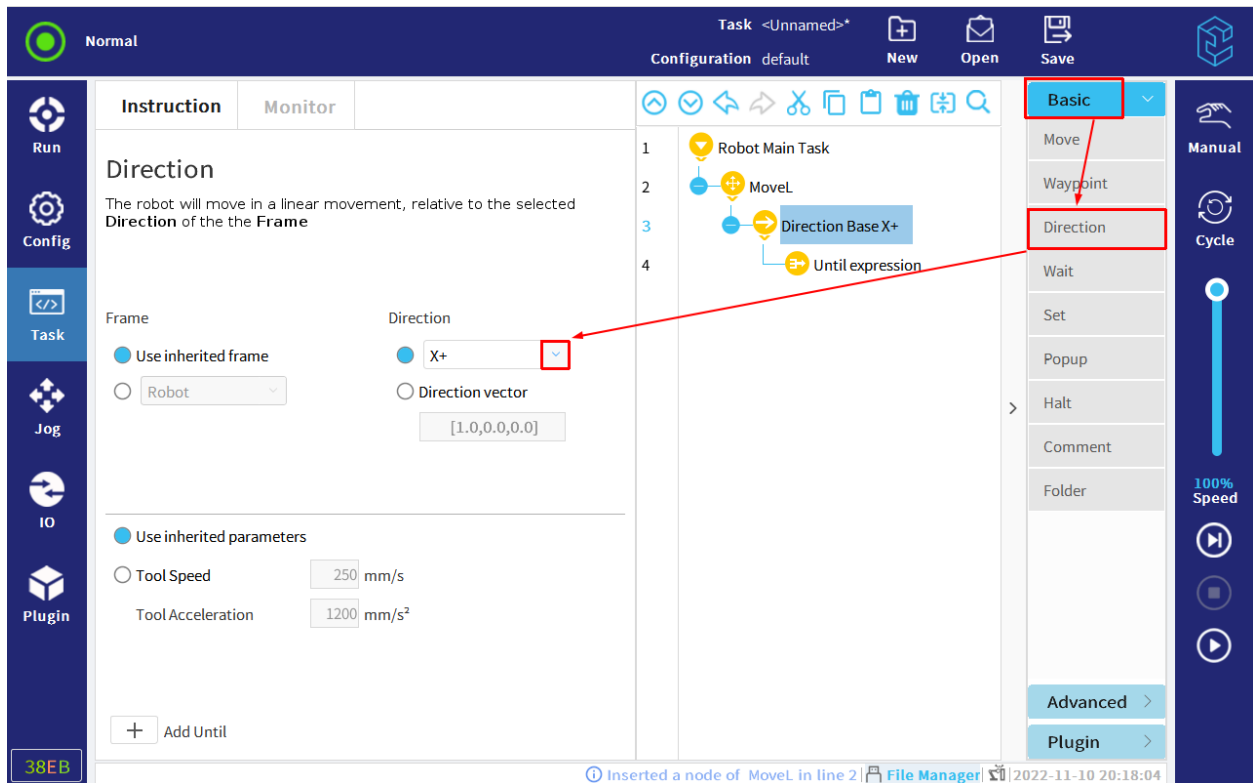 Normal
Task <Unnamed>*
Configuration default
New
Open
Save
Run
Config
Task
Jog
IO
Plugin
38EB
Instruction
Monitor
Direction
The robot will move in a linear movement, relative to the selected
Direction of the the Frame
Frame
Direction
Use inherited frame
X+
Robot
Direction vector
[1.0,0.0,0.0]
Use inherited parameters
Tool Speed 250 mm/s
Tool Acceleration 1200 mm/s²
+ Add Until
1 Robot Main Task
2 MoveL
3 Direction Base X+
4 Until expression
Basic
Move
Waypoint
Direction
Wait
Set
Popup
Halt
Comment
Folder
Advanced
Plugin
Manual
Cycle
100%
Speed
Inserted a node of MoveL in line 2 File Manager 2022-11-10 20:18:04